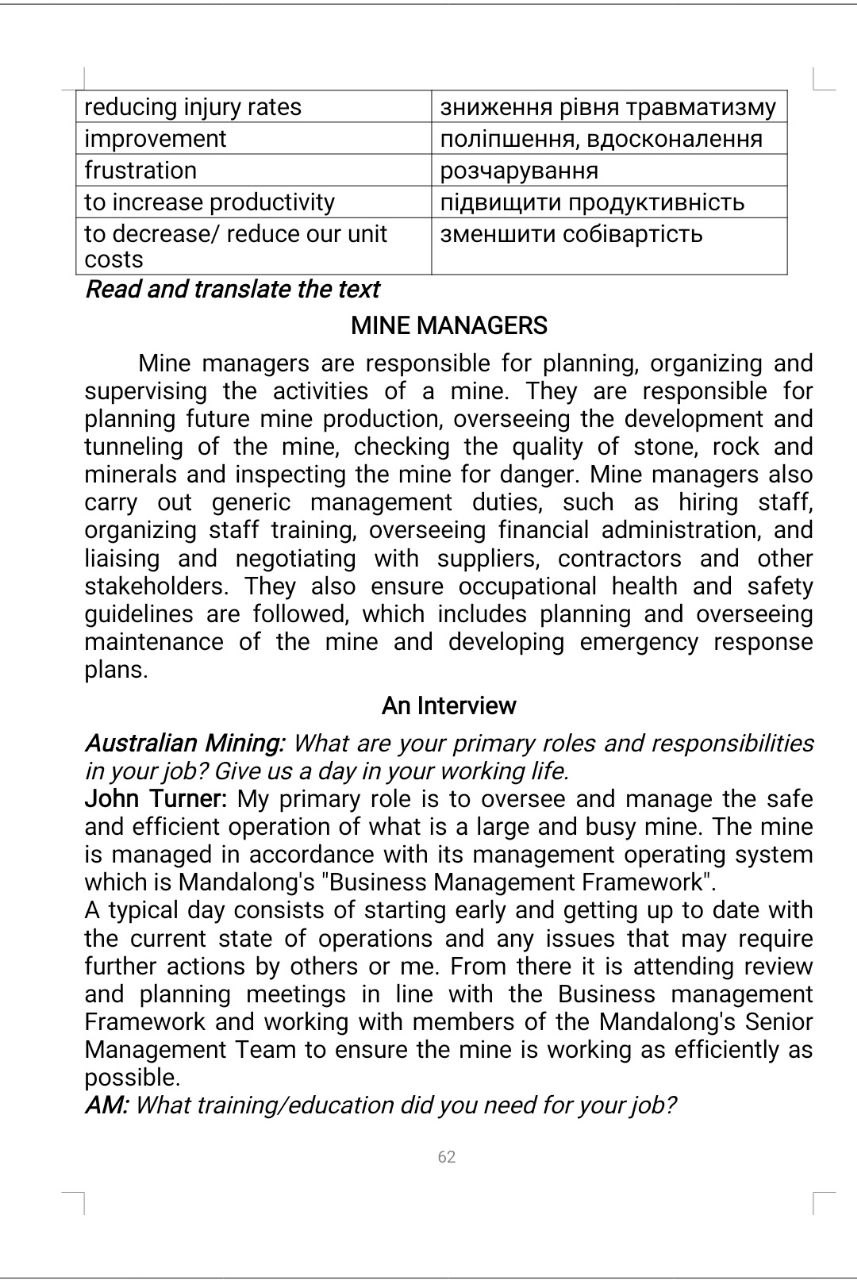 reducing injury rates зниження рівня травматизму
improvement поліпшення, вдосконалення
frustration розчарування
to increase productivity підвищити продуктивність
to decrease/ reduce our unit зменшити собівартість
costs
Read and translate the text
MINE MANAGERS
Mine managers are responsible for planning, organizing and
supervising the activities of a mine. They are responsible for
planning future mine production, overseeing the development and
tunneling of the mine, checking the quality of stone, rock and
minerals and inspecting the mine for danger. Mine managers also
carry out generic management duties, such as hiring staff,
organizing staff training, overseeing financial administration, and
liaising and negotiating with suppliers, contractors and other
stakeholders. They also ensure occupational health and safety
guidelines are followed, which includes planning and overseeing
maintenance of the mine and developing emergency response
plans.
An Interview
Australian Mining: What are your primary roles and responsibilities
in your job? Give us a day in your working life.
John Turner: My primary role is to oversee and manage the safe
and efficient operation of what is a large and busy mine. The mine
is managed in accordance with its management operating system
which is Mandalong's "Business Management Framework".
A typical day consists of starting early and getting up to date with
the current state of operations and any issues that may require
further actions by others or me. From there it is attending review
and planning meetings in line with the Business management
Framework and working with members of the Mandalong's Senior
Management Team to ensure the mine is working as efficiently as
possible.
AM: What training/education did you need for your job?
62